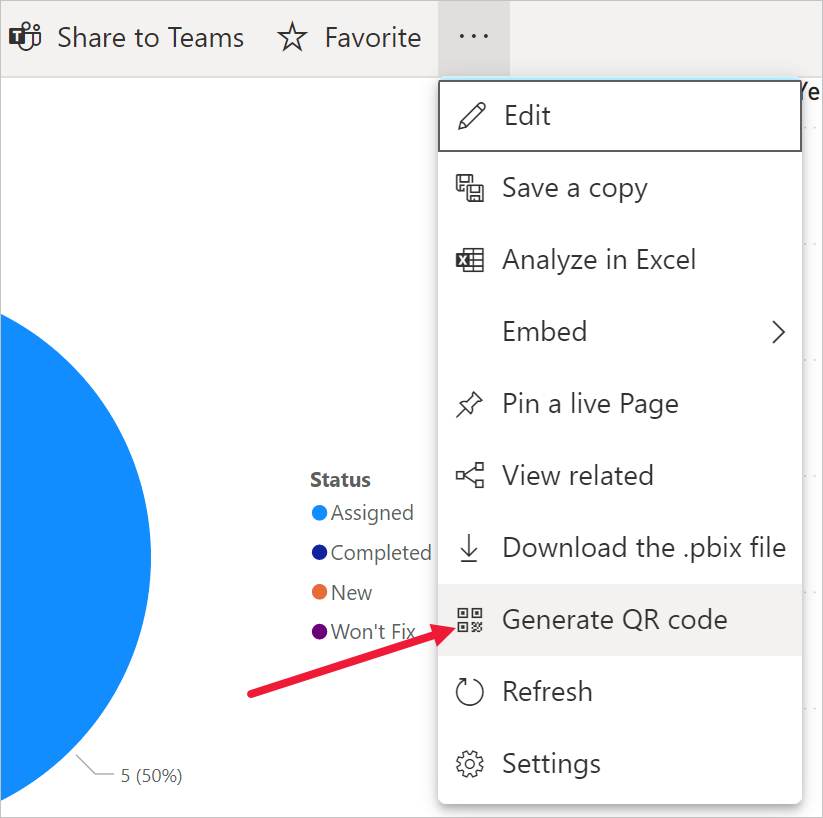 Share to Teams
Favorite
...
Ye
Edit
Save a copy
Analyze in Excel
Embed
Pin a live Page
View related
Download the .pbix file
Generate QR code
Refresh
Settings
Status
Assigned
Completed
New
Won't Fix
5 (50%)